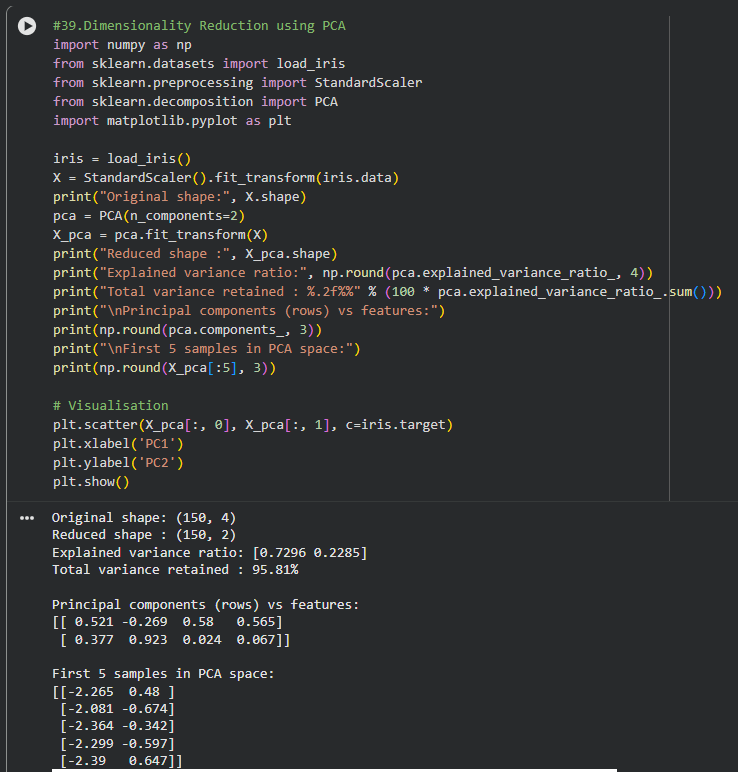 #39.Dimensionality Reduction using PCA
import numpy as np
from sklearn.datasets import load_iris
from sklearn.preprocessing import StandardScaler
from sklearn.decomposition import PCA
import matplotlib.pyplot as plt

iris = load_iris()
X = StandardScaler().fit_transform(iris.data)
print("Original shape:", X.shape)
pca = PCA(n_components=2)
X_pca = pca.fit_transform(X)
print("Reduced shape :", X_pca.shape)
print("Explained variance ratio:", np.round(pca.explained_variance_ratio_, 4))
print("Total variance retained : %.2f%%" % (100 * pca.explained_variance_ratio_.sum()))
print("\nPrincipal components (rows) vs features:")
print(np.round(pca.components_, 3))
print("\nFirst 5 samples in PCA space:")
print(np.round(X_pca[:5], 3))

# Visualisation
plt.scatter(X_pca[:, 0], X_pca[:, 1], c=iris.target)
plt.xlabel('PC1')
plt.ylabel('PC2')
plt.show()

Original shape: (150, 4)
Reduced shape : (150, 2)
Explained variance ratio: [0.7296 0.2285]
Total variance retained : 95.81%

Principal components (rows) vs features:
[[ 0.521 -0.269  0.58   0.565]
 [ 0.377  0.923  0.024  0.067]]

First 5 samples in PCA space:
[[-2.265  0.48 ]
 [-2.081 -0.674]
 [-2.364 -0.342]
 [-2.299 -0.597]
 [-2.39   0.647]]